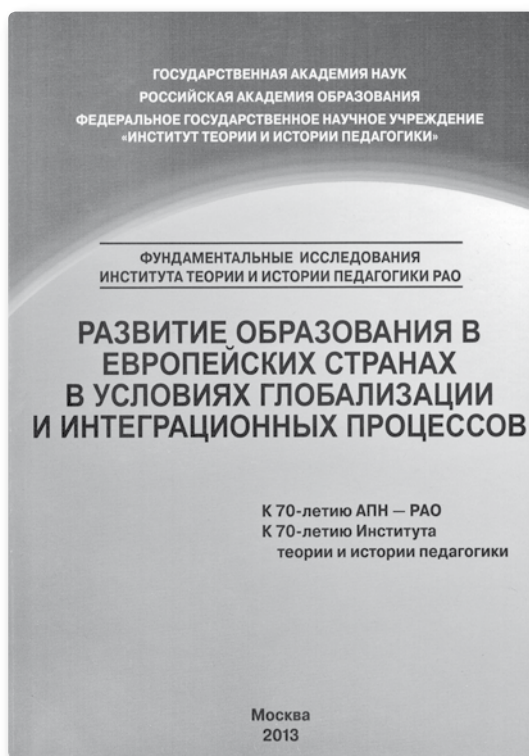 ГОСУДАРСТВЕННАЯ АКАДЕМИЯ НАУК
РОССИЙСКАЯ АКАДЕМИЯ ОБРАЗОВАНИЯ
ФЕДЕРАЛЬНОЕ ГОСУДАРСТВЕННОЕ НАУЧНОЕ УЧРЕЖДЕНИЕ
«ИНСТИТУТ ТЕОРИИ И ИСТОРИИ ПЕДАГОГИКИ»
ФУНДАМЕНТАЛЬНЫЕ ИССЛЕДОВАНИЯ
ИНСТИТУТА ТЕОРИИ И ИСТОРИИ ПЕДАГОГИКИ РАО
РАЗВИТИЕ ОБРАЗОВАНИЯ В
ЕВРОПЕЙСКИХ СТРАНАХ
В УСЛОВИЯХ ГЛОБАЛИЗАЦИИ
И ИНТЕГРАЦИОННЫХ ПРОЦЕССОВ
К 70-летию АПН — РАО
К 70-летию Института
теории и истории педагогики
Москва
2013